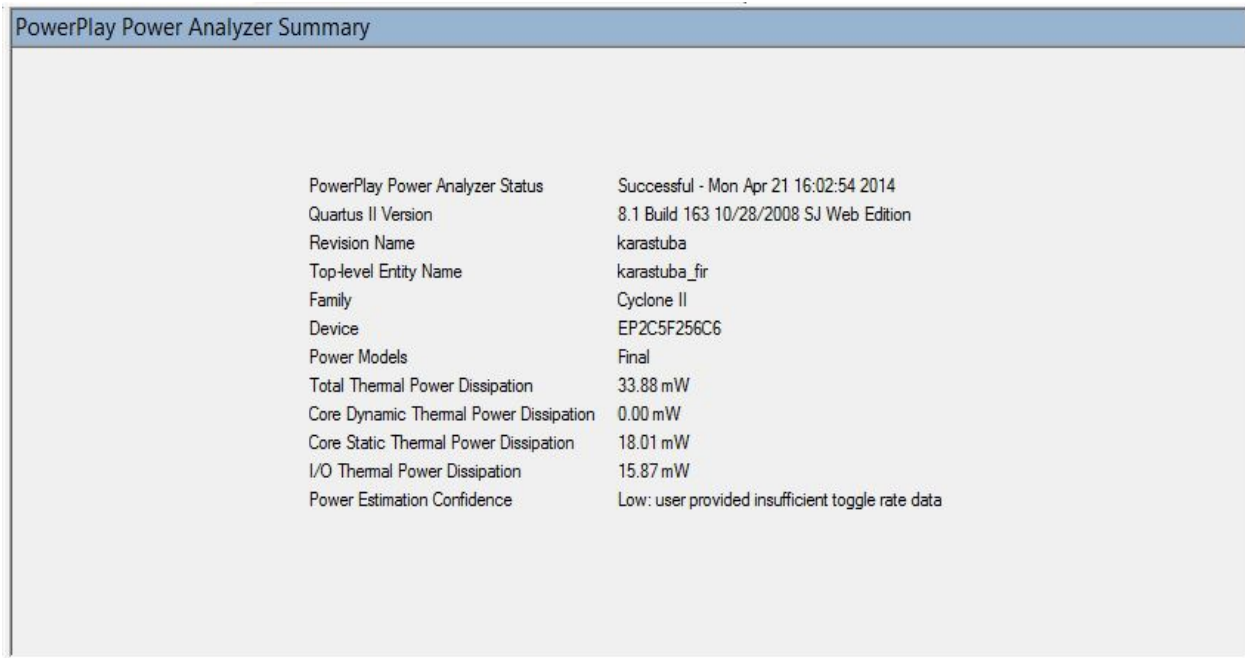 PowerPlay Power Analyzer Summary
PowerPlay Power Analyzer Status Successful - Mon Apr 21 16:02:54 2014
Quartus II Version 8.1 Build 163 10/28/2008 SJ Web Edition
Revision Name karastuba
Top-level Entity Name karastuba_fir
Family Cyclone II
Device EP2C5F256C6
Power Models Final
Total Thermal Power Dissipation 33.88 mW
Core Dynamic Thermal Power Dissipation 0.00 mW
Core Static Thermal Power Dissipation 18.01 mW
I/O Thermal Power Dissipation 15.87 mW
Power Estimation Confidence Low: user provided insufficient toggle rate data